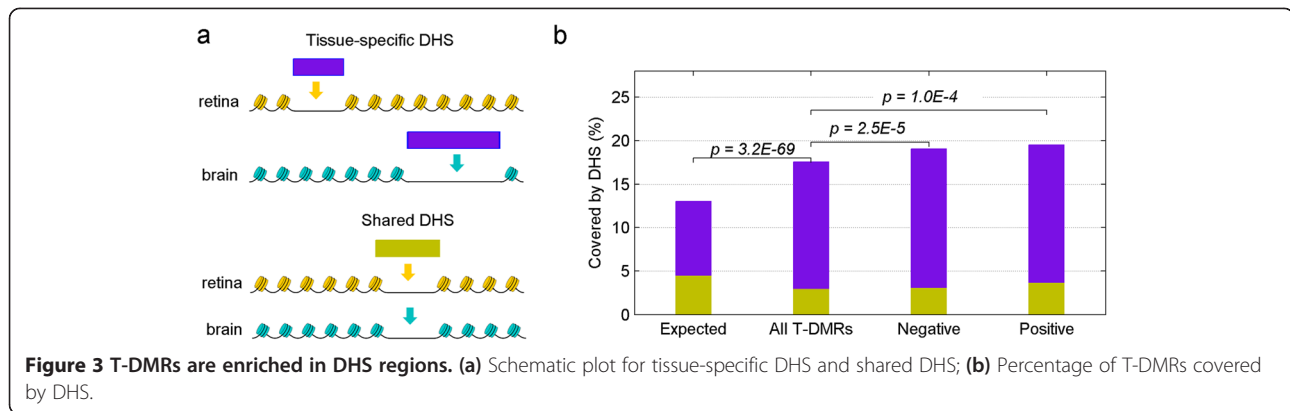 a
Tissue-specific DHS
retina
brain
Shared DHS
retina
brain
b
Covered by DHS (%)
25
20
15
10
5
0
p = 3.2E-69
p = 2.5E-5
p = 1.0E-4
Expected
All T-DMRs
Negative
Positive
Figure 3 T-DMRs are enriched in DHS regions. (a) Schematic plot for tissue-specific DHS and shared DHS; (b) Percentage of T-DMRs covered
by DHS.